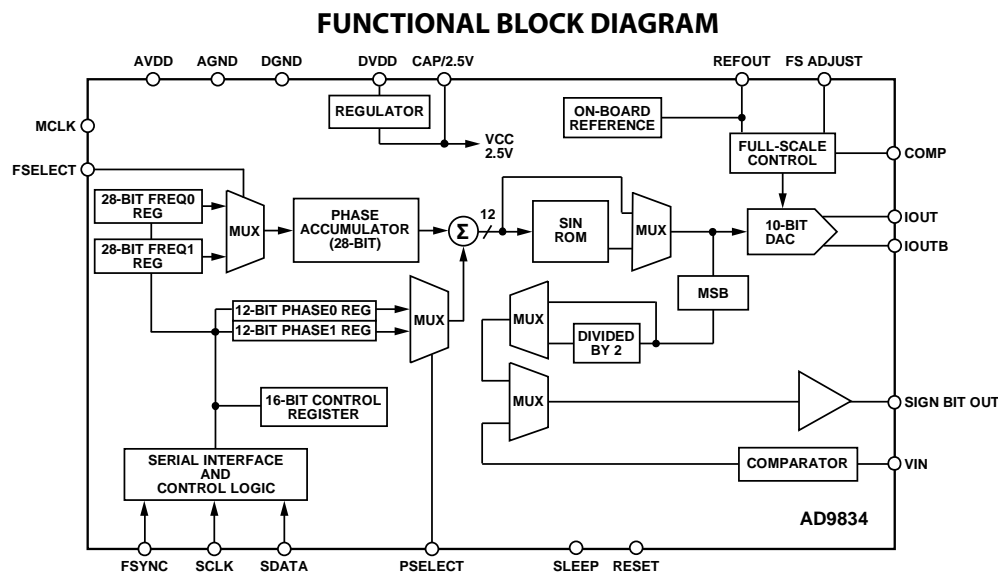 FUNCTIONAL BLOCK DIAGRAM
AVDD
AGND
DGND
DVDD
CAP/2.5V
REFOUT
FS ADJUST
MCLK
REGULATOR
VCC
2.5V
ON-BOARD
REFERENCE
FULL-SCALE
CONTROL
COMP
FSELECT
28-BIT FREQ0
REG
28-BIT FREQ1
REG
MUX
PHASE
ACCUMULATOR
(28-BIT)
Σ
12
SIN
ROM
MUX
10-BIT
DAC
IOUT
IOUTB
MSB
12-BIT PHASE0 REG
12-BIT PHASE1 REG
MUX
MUX
DIVIDED
BY 2
16-BIT CONTROL
REGISTER
MUX
SIGN BIT OUT
SERIAL INTERFACE
AND
CONTROL LOGIC
COMPARATOR
VIN
AD9834
FSYNC
SCLK
SDATA
PSELECT
SLEEP
RESET